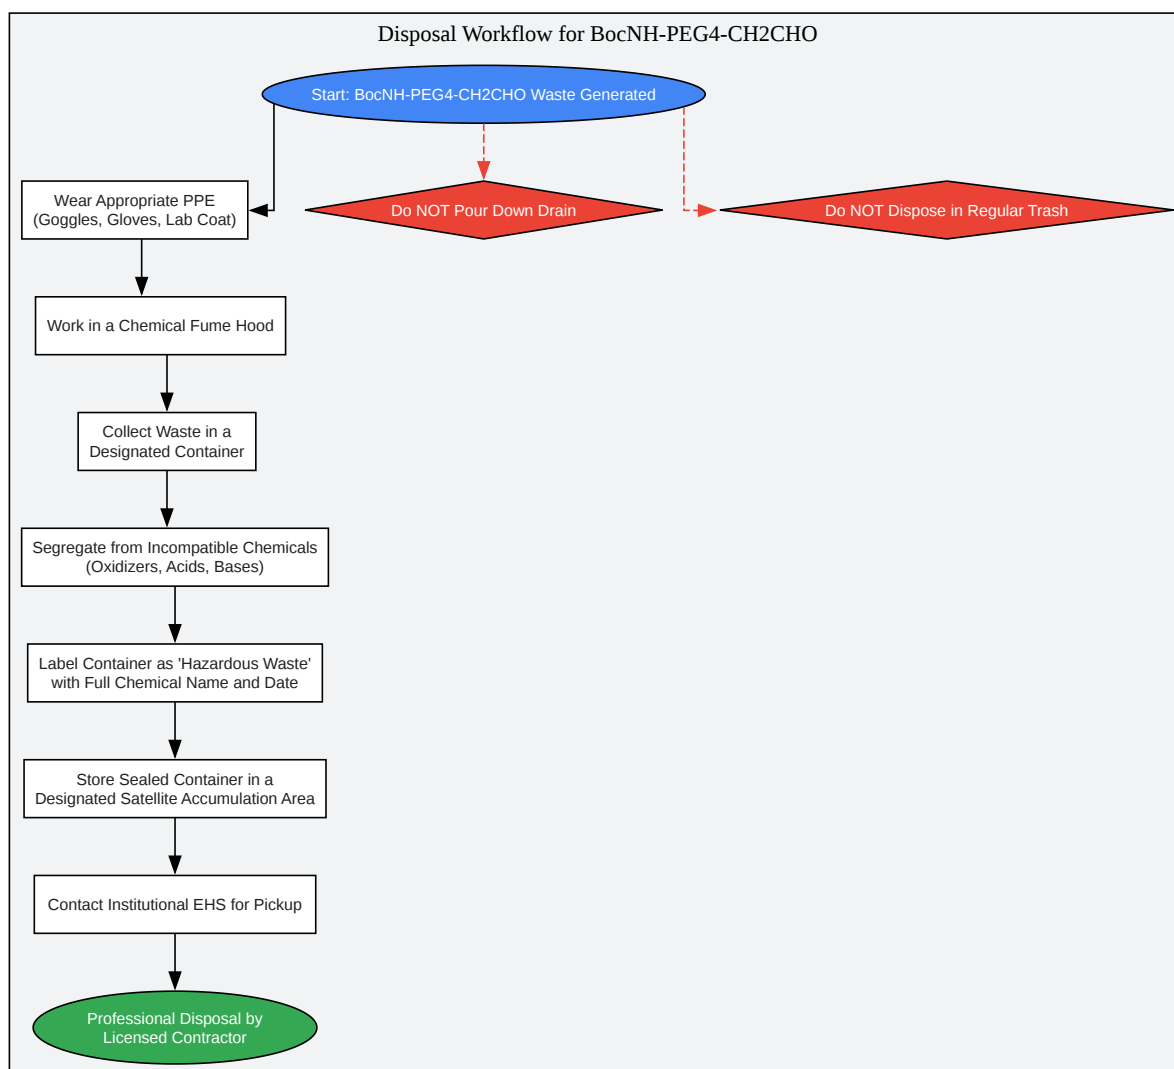 Disposal Workflow for BocNH-PEG4-CH2CHO
Start: BocNH-PEG4-CH2CHO Waste Generated
Wear Appropriate PPE
(Goggles, Gloves, Lab Coat)
Do NOT Pour Down Drain
Do NOT Dispose in Regular Trash
Work in a Chemical Fume Hood
Collect Waste in a
Designated Container
Segregate from Incompatible Chemicals
(Oxidizers, Acids, Bases)
Label Container as 'Hazardous Waste'
with Full Chemical Name and Date
Store Sealed Container in a
Designated Satellite Accumulation Area
Contact Institutional EHS for Pickup
Professional Disposal by
Licensed Contractor